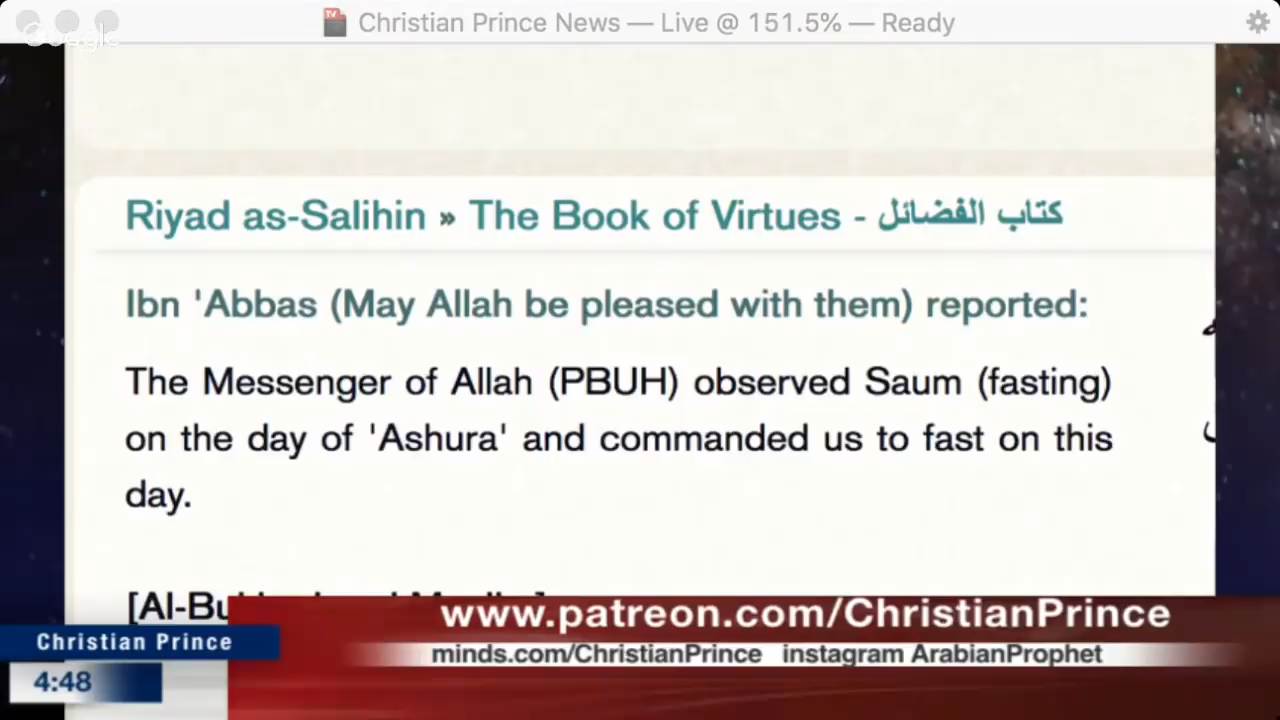 Christian Prince News — Live @ 151.5% — Ready
Google
Riyad as-Salihin » The Book of Virtues - كتاب الفضائل
Ibn 'Abbas (May Allah be pleased with them) reported:
The Messenger of Allah (PBUH) observed Saum (fasting)
on the day of 'Ashura' and commanded us to fast on this
day.
www.patreon.com/ChristianPrince
Christian Prince
minds.com/ChristianPrince instagram ArabianProphet
4:48